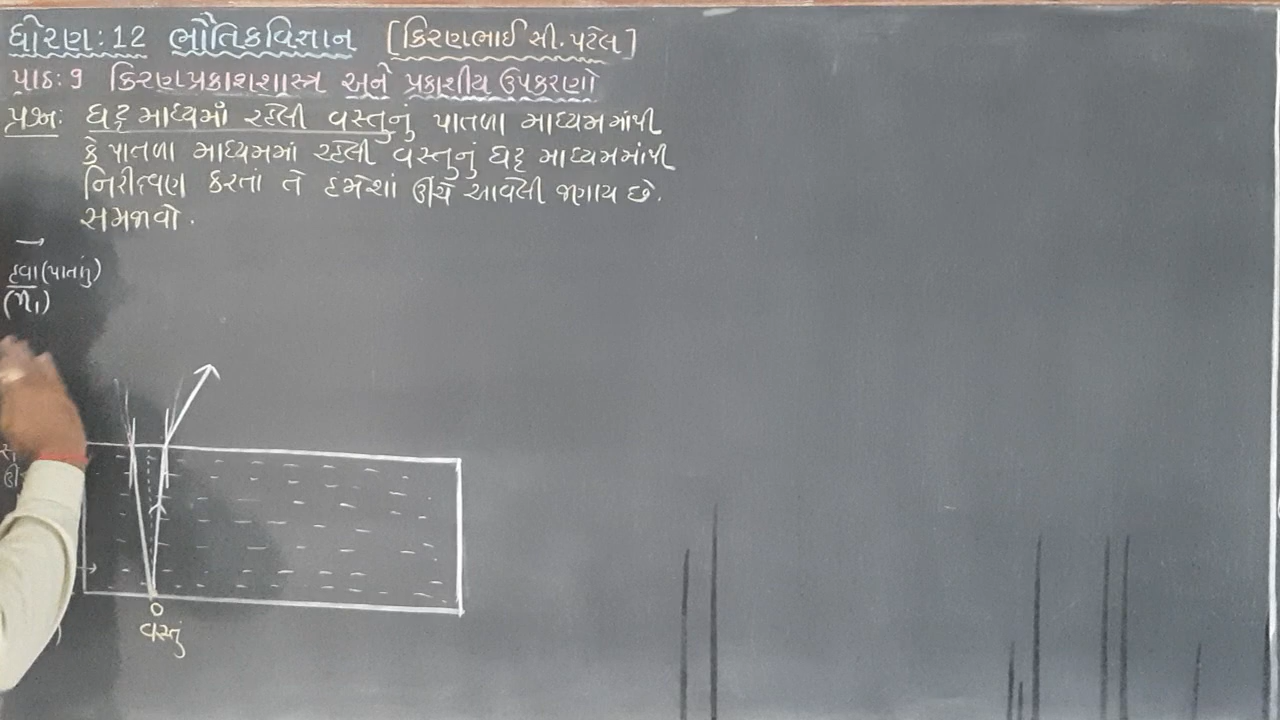 ધોરણ: 12 ભૌતિકવિજ્ઞાન [કિરણભાઈ સી. પટેલ]
પાઠ: 9 કિરણપ્રકાશશાસ્ત્ર અને પ્રકાશીય ઉપકરણો
પ્રશ્ન: ઘટ્ટ માધ્યમાં રહેલી વસ્તુનું પાતળા માધ્યમમાંથી
કે પાતળા માધ્યમમાં રહેલી વસ્તુનું ઘટ્ટ માધ્યમમાંથી
નિરીક્ષણ કરતાં તે હંમેશાં ઊંચે આવેલી જણાય છે.
સમજાવો.
→
હવા (પાતળું)
(n₁)
O
વસ્તું